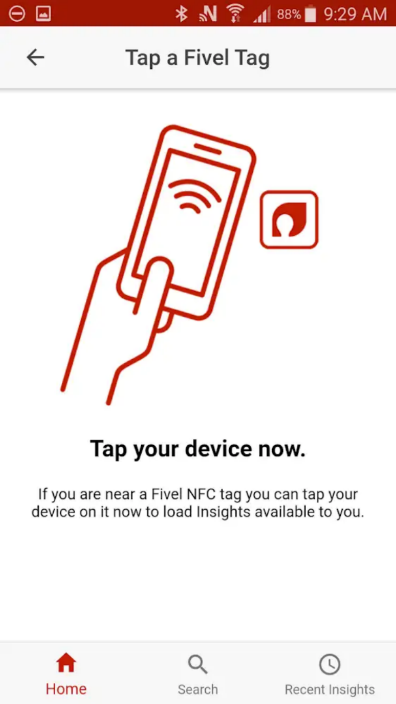 88% 9:29 AM
Tap a Fivel Tag
Tap your device now.
If you are near a Fivel NFC tag you can tap your
device on it now to load Insights available to you.
Home Search Recent Insights